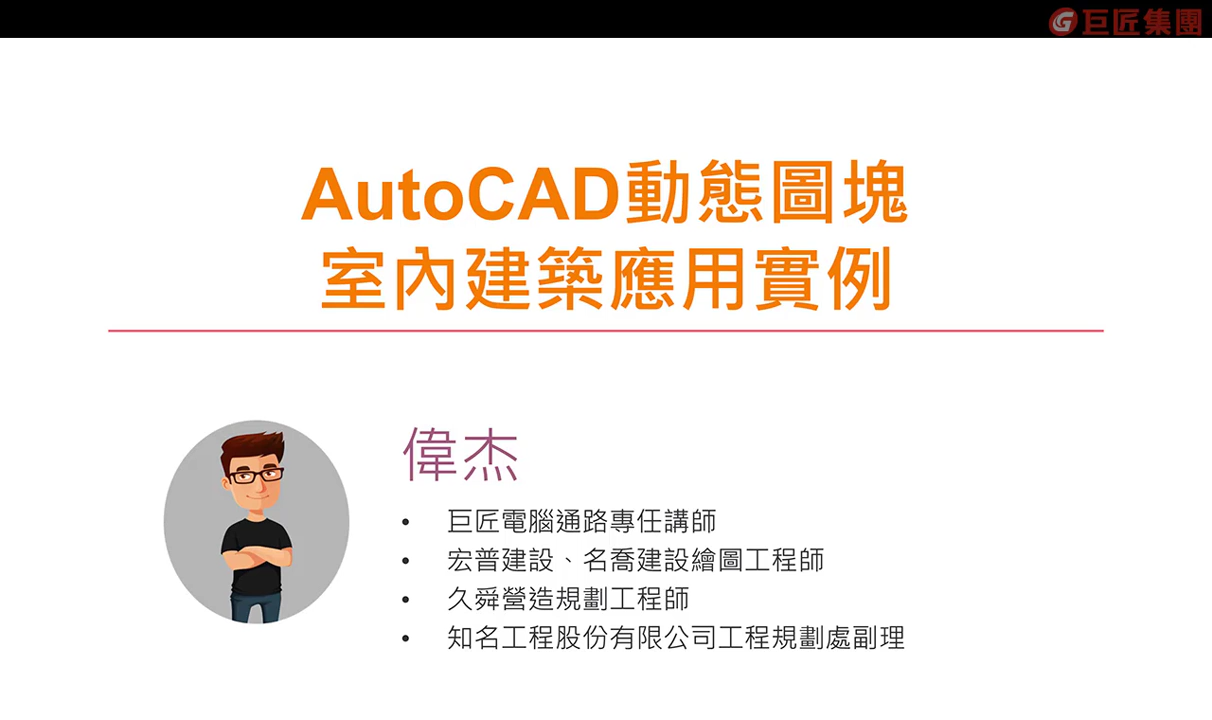 巨匠集團
AutoCAD動態圖塊
室內建築應用實例
偉杰
• 巨匠電腦通路專任講師
• 宏普建設、名喬建設繪圖工程師
• 久舜營造規劃工程師
• 知名工程股份有限公司工程規劃處副理